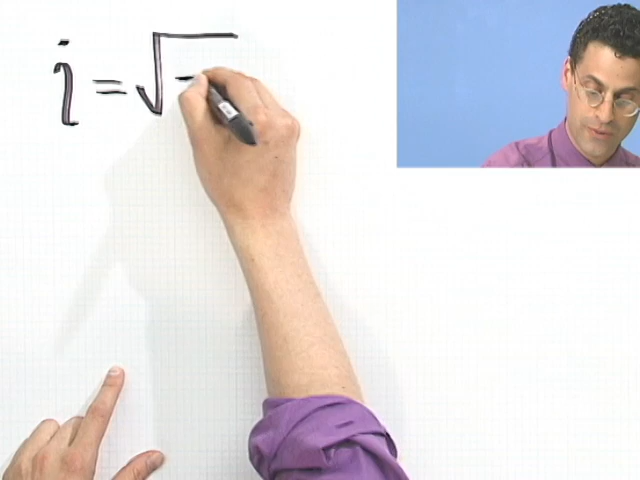 i = √-